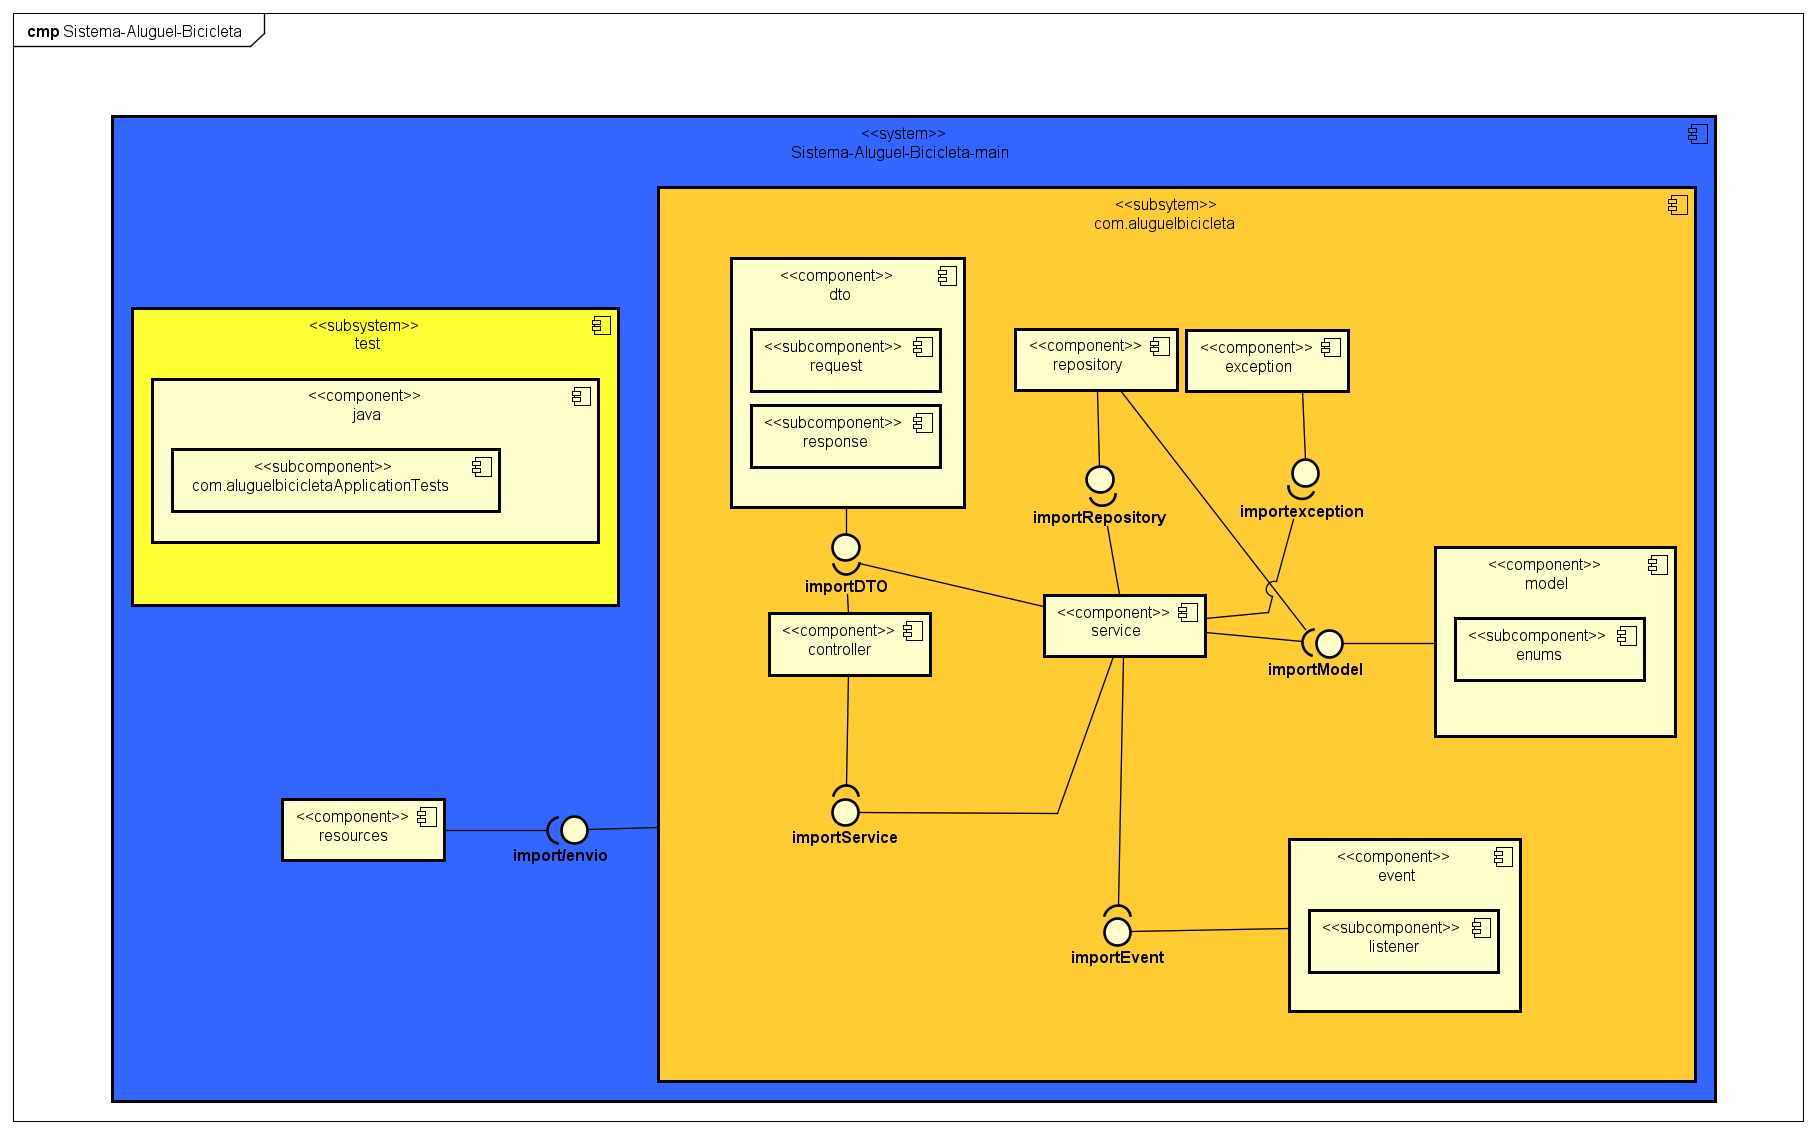 cmp Sistema-Aluguel-Bicicleta
<<system>>
Sistema-Aluguel-Bicicleta-main
<<subsytem>>
com.aluguelbicicleta
<<component>>
dto
<<subcomponent>>
request
<<subcomponent>>
response
<<component>>
repository
<<component>>
exception
<<subsystem>>
test
<<component>>
java
<<subcomponent>>
com.aluguelbicicletaApplicationTests
importRepository
importexception
importDTO
<<component>>
controller
<<component>>
service
importModel
<<component>>
model
<<subcomponent>>
enums
<<component>>
resources
import/envio
importService
importEvent
<<component>>
event
<<subcomponent>>
listener